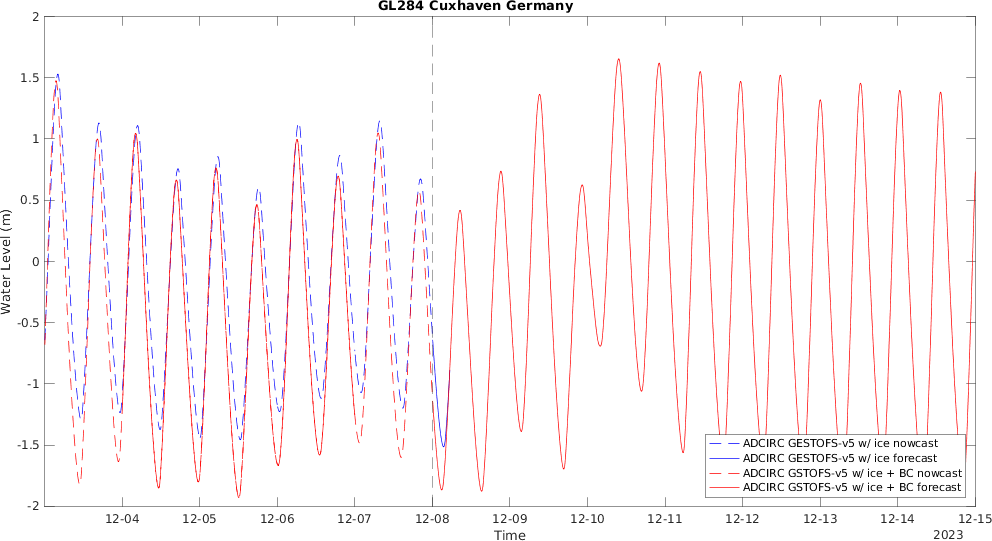 GL284 Cuxhaven Germany
Water Level (m)
2
1.5
1
0.5
0
-0.5
-1
-1.5
-2
ADCIRC GESTOFS-v5 w/ ice nowcast
ADCIRC GESTOFS-v5 w/ ice forecast
ADCIRC GSTOFS-v5 w/ ice + BC nowcast
ADCIRC GSTOFS-v5 w/ ice + BC forecast
12-04 12-05 12-06 12-07 12-08 12-09 12-10 12-11 12-12 12-13 12-14 12-15
Time
2023